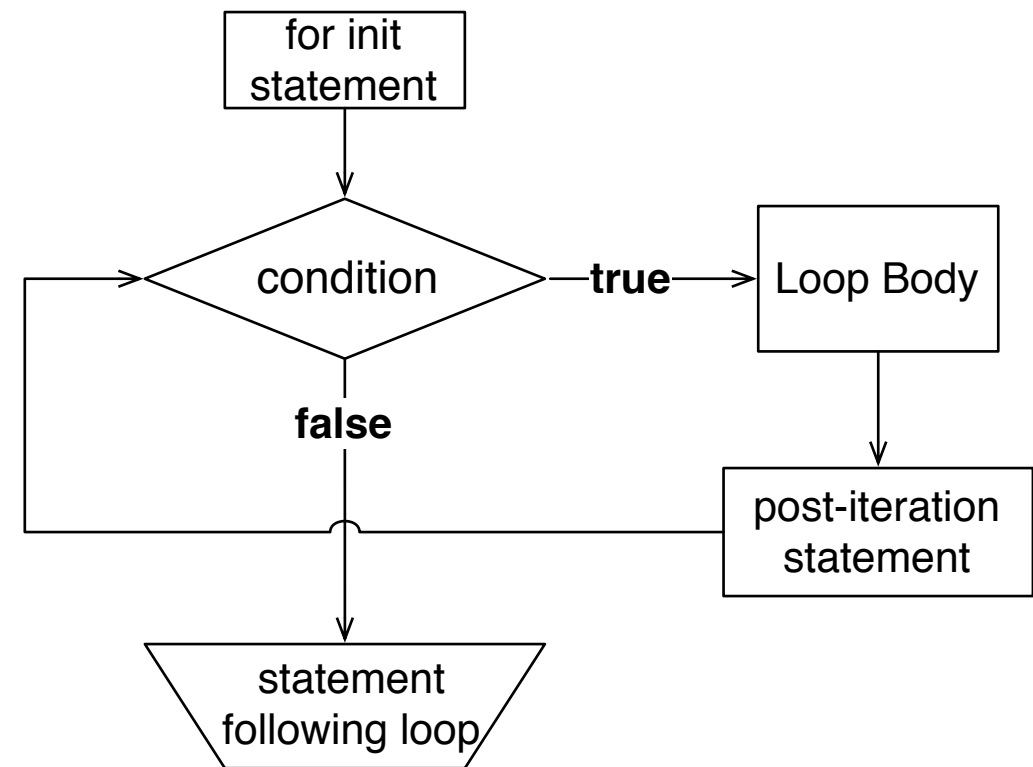 for init
statement
condition
true
Loop Body
false
post-iteration
statement
statement
following loop